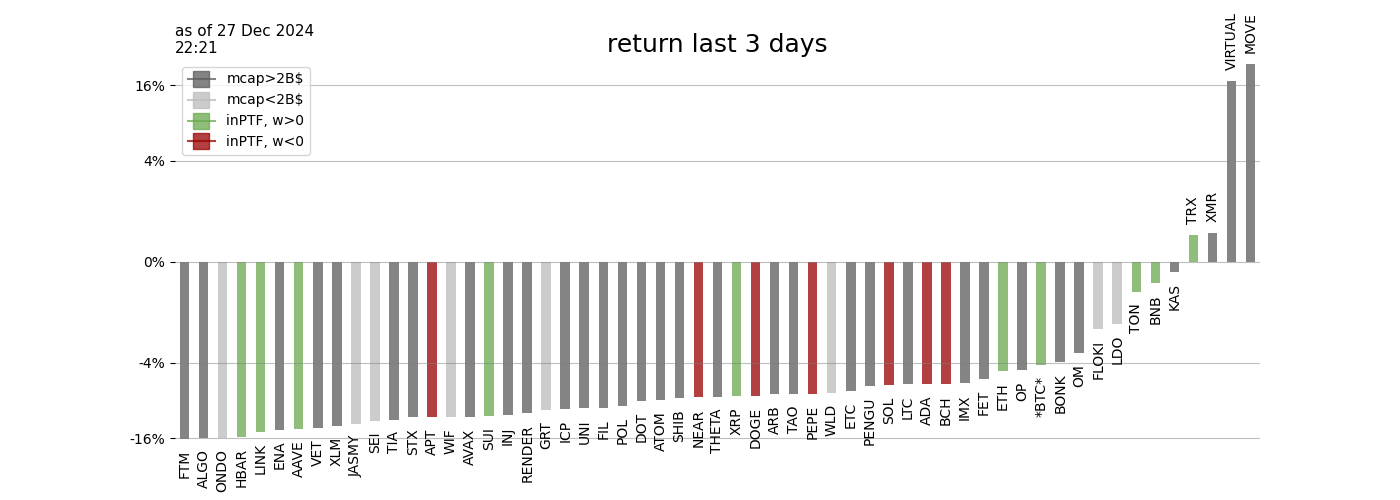 as of 27 Dec 2024
22:21
return last 3 days
mcap>2B$
mcap<2B$
inPTF, w>0
inPTF, w<0
16%
4%
0%
-4%
-16%
FTM
ALGO
ONDO
HBAR
LINK
ENA
AAVE
VET
XLM
JASMY
SEI
TIA
STX
APT
WIF
AVAX
SUI
INJ
RENDER
GRT
ICP
UNI
FIL
POL
DOT
ATOM
SHIB
NEAR
THETA
XRP
DOGE
ARB
TAO
PEPE
WLD
ETC
PENGU
SOL
LTC
ADA
BCH
IMX
FET
ETH
OP
*BTC*
BONK
OM
FLOKI
LDO
TON
BNB
KAS
TRX
XMR
VIRTUAL
MOVE